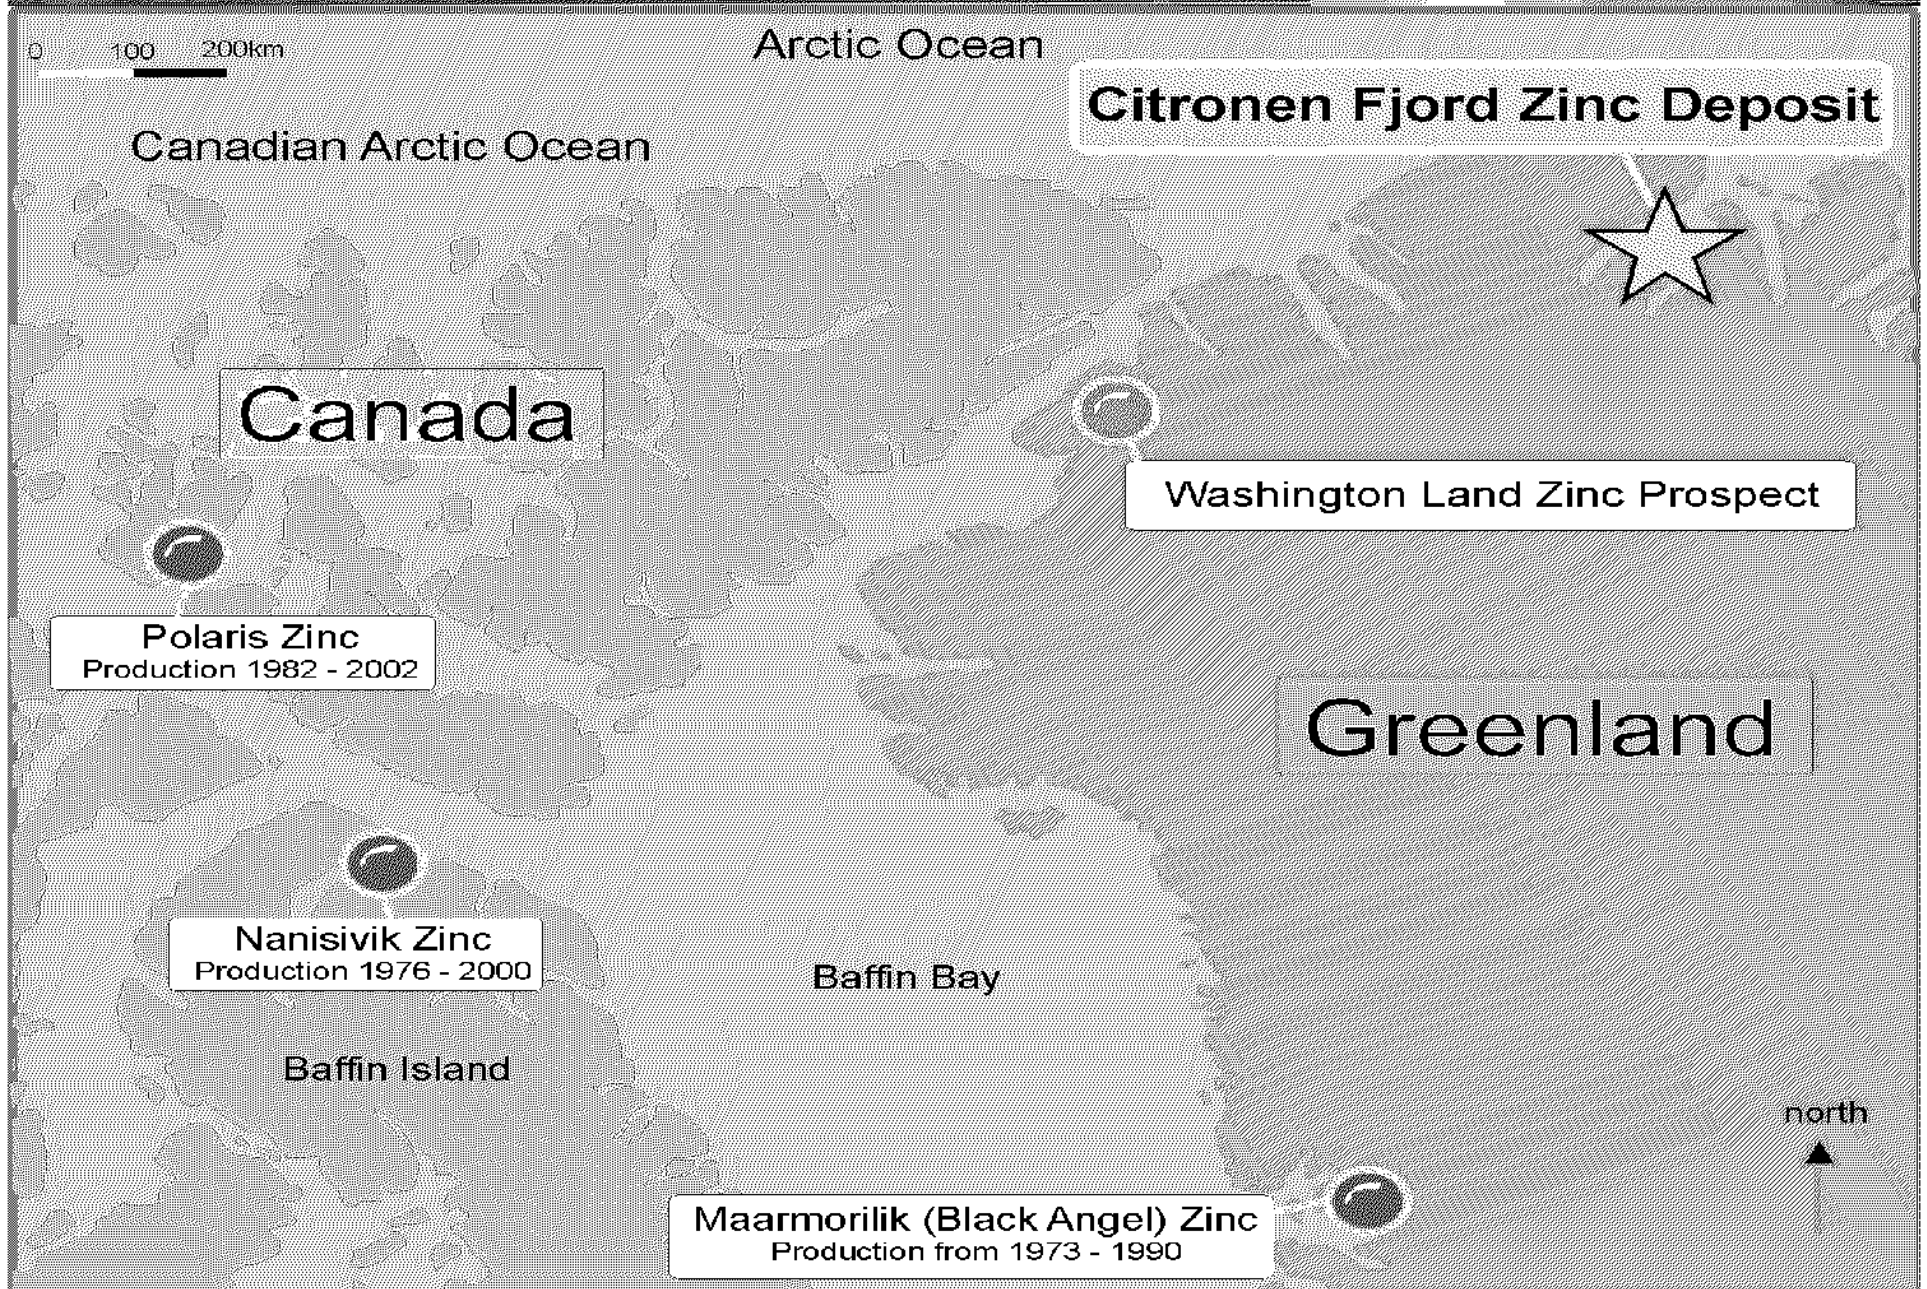 0 100 200km
Arctic Ocean
Citronen Fjord Zinc Deposit
Canadian Arctic Ocean
Canada
Washington Land Zinc Prospect
Polaris Zinc
Production 1982 - 2002
Greenland
Nanisivik Zinc
Production 1976 - 2000
Baffin Bay
Baffin Island
north
Maarmorilik (Black Angel) Zinc
Production from 1973 - 1990